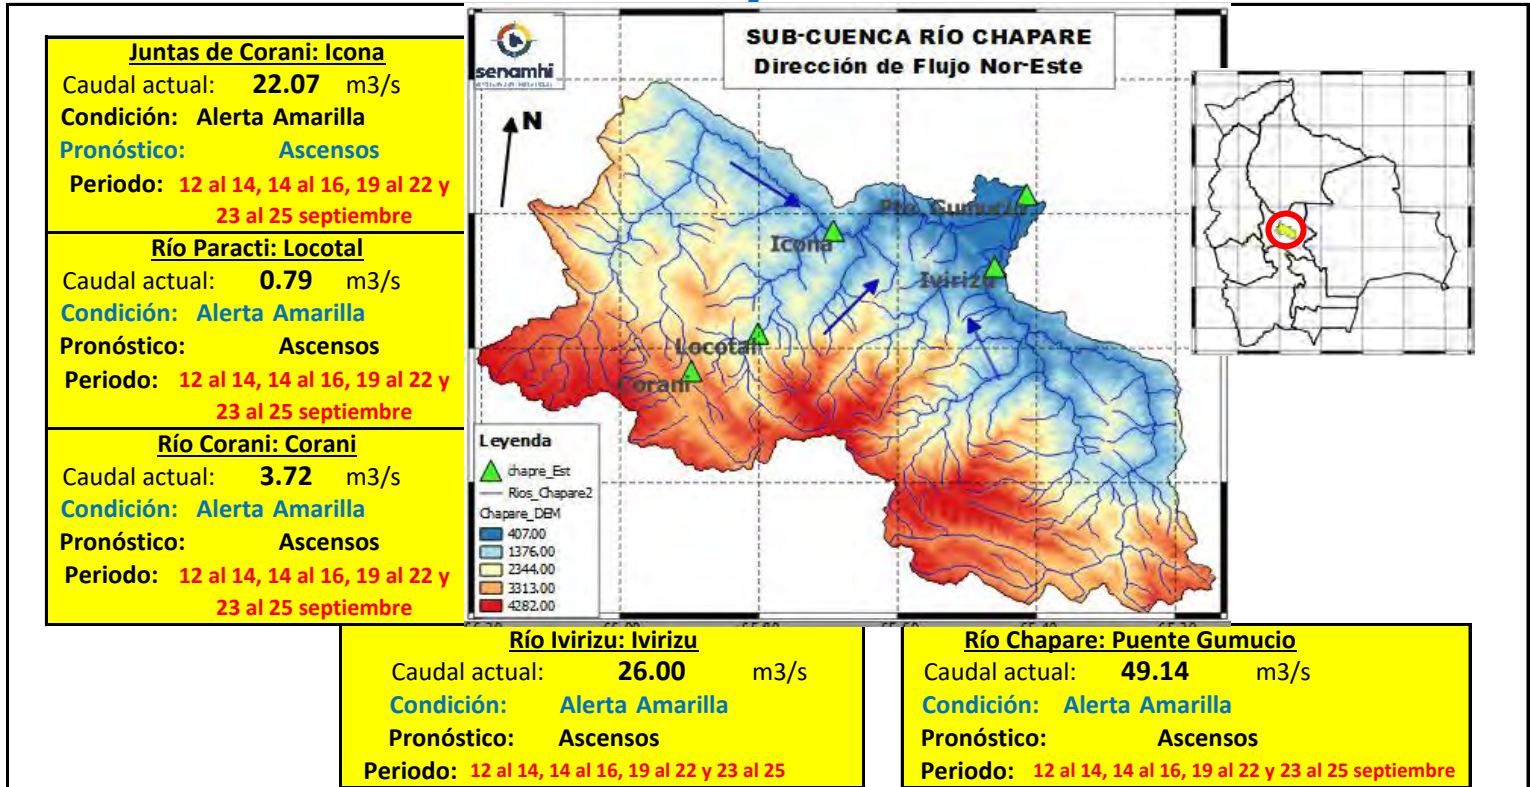 Juntas de Corani: Icona
Caudal actual: 22.07 m3/s
Condición: Alerta Amarilla
Pronóstico: Ascensos
Periodo: 12 al 14, 14 al 16, 19 al 22 y
23 al 25 septiembre
Río Paracti: Locotal
Caudal actual: 0.79 m3/s
Condición: Alerta Amarilla
Pronóstico: Ascensos
Periodo: 12 al 14, 14 al 16, 19 al 22 y
23 al 25 septiembre
Río Corani: Corani
Caudal actual: 3.72 m3/s
Condición: Alerta Amarilla
Pronóstico: Ascensos
Periodo: 12 al 14, 14 al 16, 19 al 22 y
23 al 25 septiembre
senamhi
SUB-CUENCA RÍO CHAPARE
Dirección de Flujo Nor-Este
N
Pto. Gumucio
Icona
Ivirizu
Locotal
Corani
Leyenda
chapre_Est
Rios_Chapare2
Chapare_DEM
407.00
1376.00
2344.00
3313.00
4282.00
Río Ivirizu: Ivirizu
Caudal actual: 26.00 m3/s
Condición: Alerta Amarilla
Pronóstico: Ascensos
Periodo: 12 al 14, 14 al 16, 19 al 22 y 23 al 25
Río Chapare: Puente Gumucio
Caudal actual: 49.14 m3/s
Condición: Alerta Amarilla
Pronóstico: Ascensos
Periodo: 12 al 14, 14 al 16, 19 al 22 y 23 al 25 septiembre